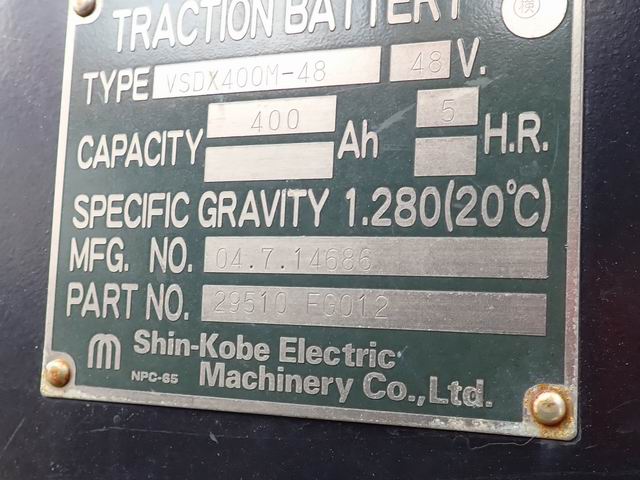 TRACTION BATTERY
検
TYPE VSDX400M-48 48 V.
CAPACITY 400 Ah 5 H.R.
SPECIFIC GRAVITY 1.280(20℃)
MFG. NO. 04.7.14686
PART NO. 29510 FG012
m Shin-Kobe Electric
NPC-65 Machinery Co.,Ltd.